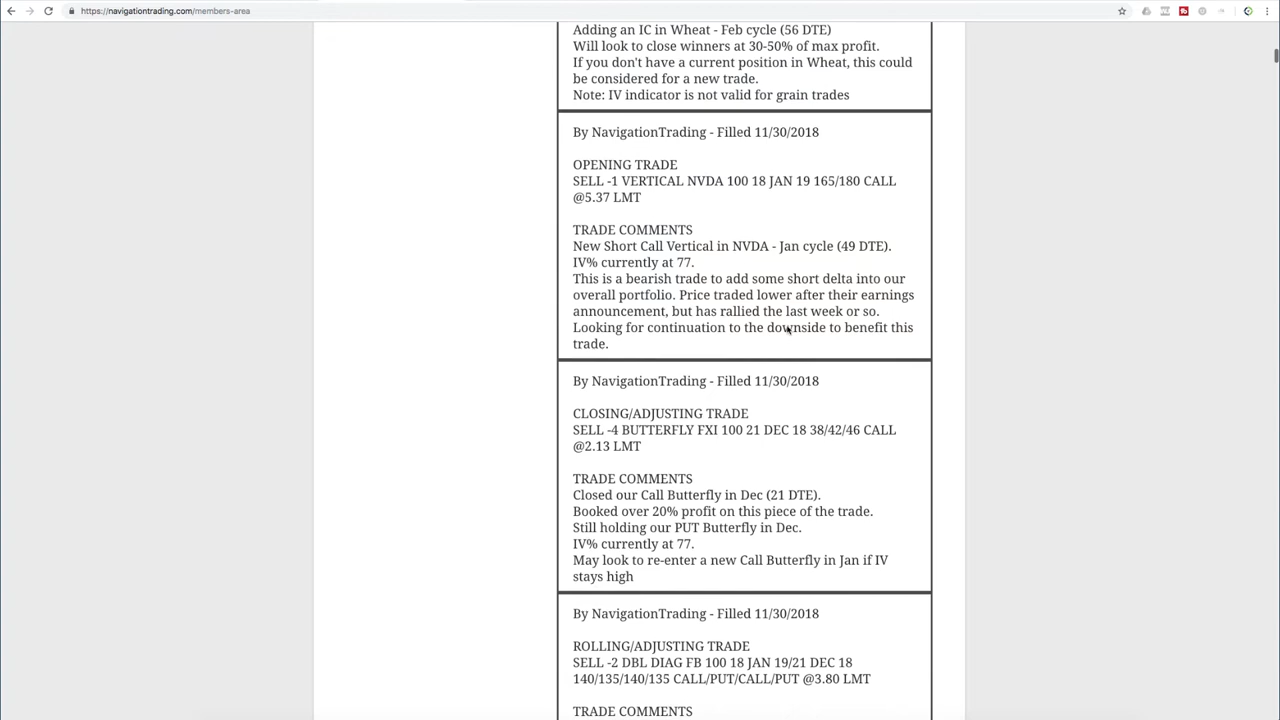 https://navigationtrading.com/members-area
Adding an IC in Wheat - Feb cycle (56 DTE)
Will look to close winners at 30-50% of max profit.
If you don't have a current position in Wheat, this could
be considered for a new trade.
Note: IV indicator is not valid for grain trades
By NavigationTrading - Filled 11/30/2018
OPENING TRADE
SELL -1 VERTICAL NVDA 100 18 JAN 19 165/180 CALL
@5.37 LMT
TRADE COMMENTS
New Short Call Vertical in NVDA - Jan cycle (49 DTE).
IV% currently at 77.
This is a bearish trade to add some short delta into our
overall portfolio. Price traded lower after their earnings
announcement, but has rallied the last week or so.
Looking for continuation to the downside to benefit this
trade.
By NavigationTrading - Filled 11/30/2018
CLOSING/ADJUSTING TRADE
SELL -4 BUTTERFLY FXI 100 21 DEC 18 38/42/46 CALL
@2.13 LMT
TRADE COMMENTS
Closed our Call Butterfly in Dec (21 DTE).
Booked over 20% profit on this piece of the trade.
Still holding our PUT Butterfly in Dec.
IV% currently at 77.
May look to re-enter a new Call Butterfly in Jan if IV
stays high
By NavigationTrading - Filled 11/30/2018
ROLLING/ADJUSTING TRADE
SELL -2 DBL DIAG FB 100 18 JAN 19/21 DEC 18
140/135/140/135 CALL/PUT/CALL/PUT @3.80 LMT
TRADE COMMENTS